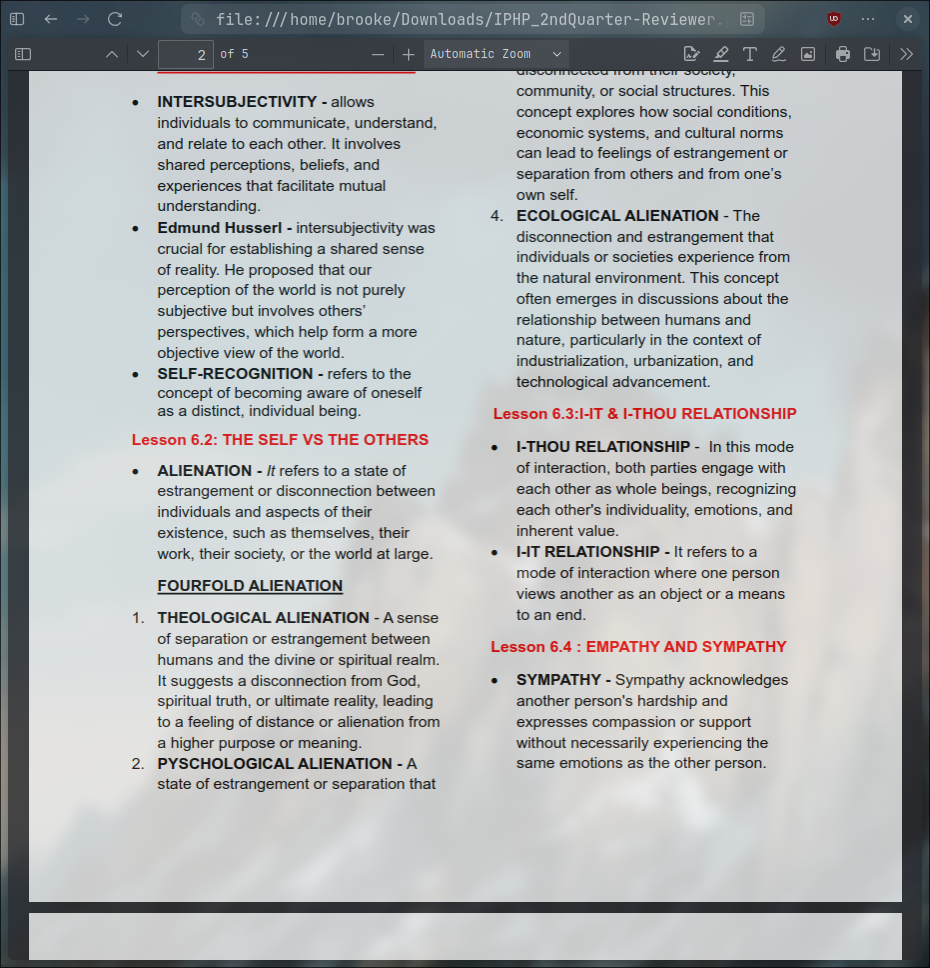 file:///home/brooke/Downloads/IPHP_2ndQuarter-Reviewer.
2 of 5
Automatic Zoom
INTERSUBJECTIVITY - allows
individuals to communicate, understand,
and relate to each other. It involves
shared perceptions, beliefs, and
experiences that facilitate mutual
understanding.
Edmund Husserl - intersubjectivity was
crucial for establishing a shared sense
of reality. He proposed that our
perception of the world is not purely
subjective but involves others'
perspectives, which help form a more
objective view of the world.
SELF-RECOGNITION - refers to the
concept of becoming aware of oneself
as a distinct, individual being.
Lesson 6.2: THE SELF VS THE OTHERS
ALIENATION - It refers to a state of
estrangement or disconnection between
individuals and aspects of their
existence, such as themselves, their
work, their society, or the world at large.
FOURFOLD ALIENATION
1. THEOLOGICAL ALIENATION - A sense
of separation or estrangement between
humans and the divine or spiritual realm.
It suggests a disconnection from God,
spiritual truth, or ultimate reality, leading
to a feeling of distance or alienation from
a higher purpose or meaning.
2. PYSCHOLOGICAL ALIENATION - A
state of estrangement or separation that
disconnected from their society,
community, or social structures. This
concept explores how social conditions,
economic systems, and cultural norms
can lead to feelings of estrangement or
separation from others and from one's
own self.
4. ECOLOGICAL ALIENATION - The
disconnection and estrangement that
individuals or societies experience from
the natural environment. This concept
often emerges in discussions about the
relationship between humans and
nature, particularly in the context of
industrialization, urbanization, and
technological advancement.
Lesson 6.3:I-IT & I-THOU RELATIONSHIP
I-THOU RELATIONSHIP - In this mode
of interaction, both parties engage with
each other as whole beings, recognizing
each other's individuality, emotions, and
inherent value.
I-IT RELATIONSHIP - It refers to a
mode of interaction where one person
views another as an object or a means
to an end.
Lesson 6.4 : EMPATHY AND SYMPATHY
SYMPATHY - Sympathy acknowledges
another person's hardship and
expresses compassion or support
without necessarily experiencing the
same emotions as the other person.